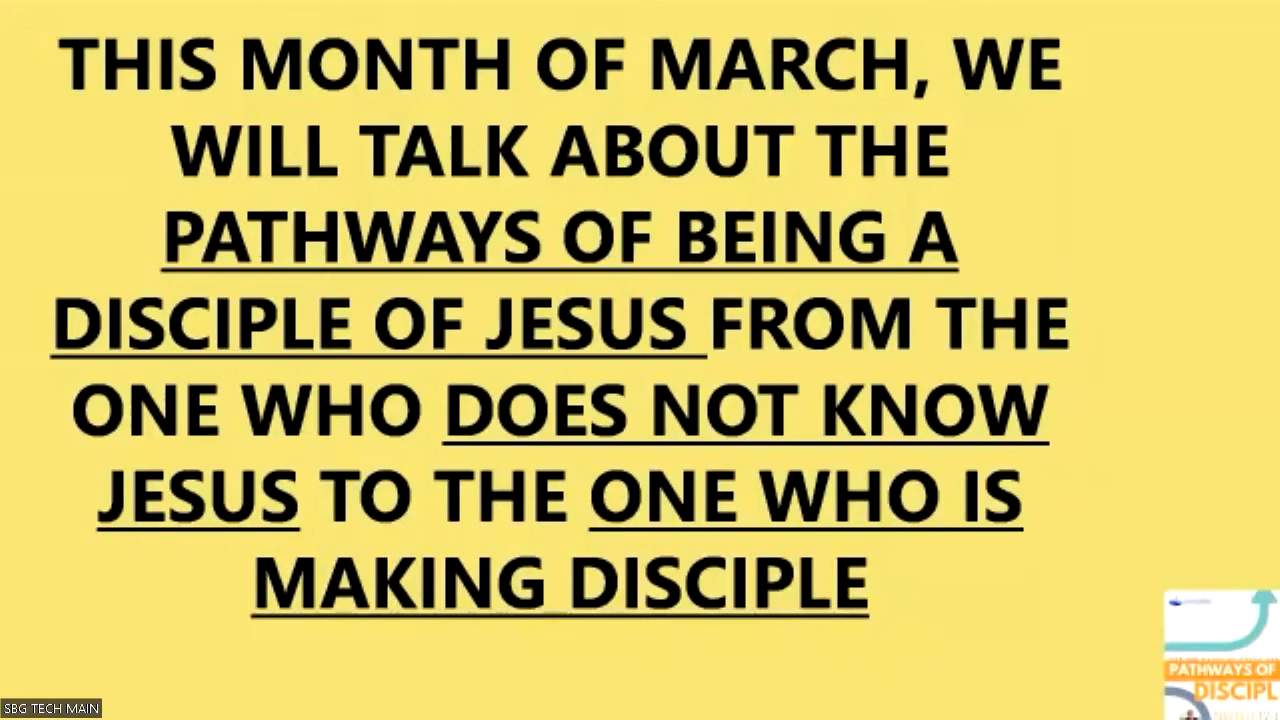 THIS MONTH OF MARCH, WE
WILL TALK ABOUT THE
PATHWAYS OF BEING A
DISCIPLE OF JESUS FROM THE
ONE WHO DOES NOT KNOW
JESUS TO THE ONE WHO IS
MAKING DISCIPLE
PATHWAYS OF
DISCIPL
SBG TECH MAIN